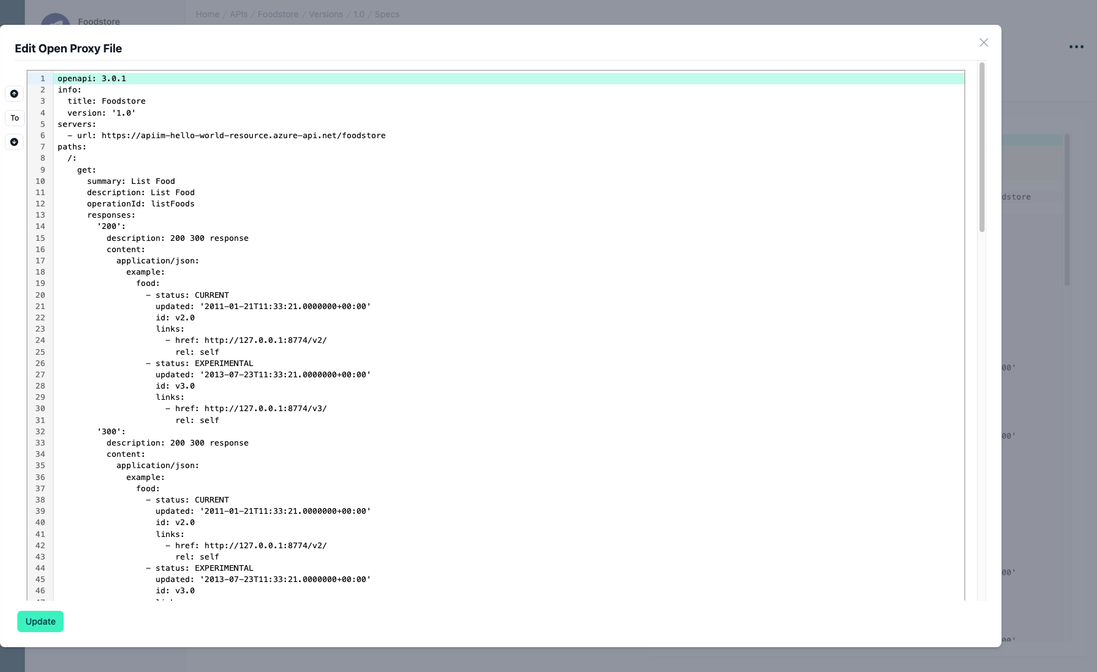 Foodstore
Home / APIs / Foodstore / Versions / 1.0 / Specs
Edit Open Proxy File
To
1 openapi: 3.0.1
2 info:
3 title: Foodstore
4 version: '1.0'
5 servers:
6 - url: https://apiim-hello-world-resource.azure-api.net/foodstore
7 paths:
8 /:
9 get:
10 summary: List Food
11 description: List Food
12 operationId: listFoods
13 responses:
14 '200':
15 description: 200 300 response
16 content:
17 application/json:
18 example:
19 food:
20 - status: CURRENT
21 updated: '2011-01-21T11:33:21.0000000+00:00'
22 id: v2.0
23 links:
24 - href: http://127.0.0.1:8774/v2/
25 rel: self
26 - status: EXPERIMENTAL
27 updated: '2013-07-23T11:33:21.0000000+00:00'
28 id: v3.0
29 links:
30 - href: http://127.0.0.1:8774/v3/
31 rel: self
32 '300':
33 description: 200 300 response
34 content:
35 application/json:
36 example:
37 food:
38 - status: CURRENT
39 updated: '2011-01-21T11:33:21.0000000+00:00'
40 id: v2.0
41 links:
42 - href: http://127.0.0.1:8774/v2/
43 rel: self
44 - status: EXPERIMENTAL
45 updated: '2013-07-23T11:33:21.0000000+00:00'
46 id: v3.0
dstore
00'
00'
00'
Update